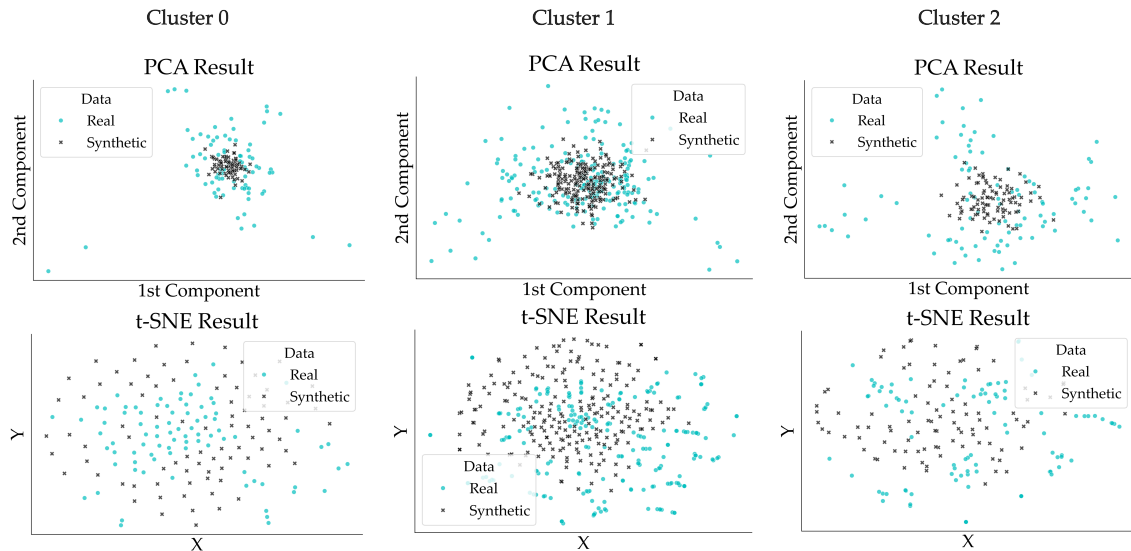 Cluster 0
Cluster 1
Cluster 2
PCA Result
PCA Result
PCA Result
Data
Real
Synthetic
Data
Real
Synthetic
Data
Real
Synthetic
2nd Component
2nd Component
2nd Component
1st Component
1st Component
1st Component
t-SNE Result
t-SNE Result
t-SNE Result
Data
Real
Synthetic
Data
Real
Synthetic
Data
Real
Synthetic
Y
Y
Y
X
X
X